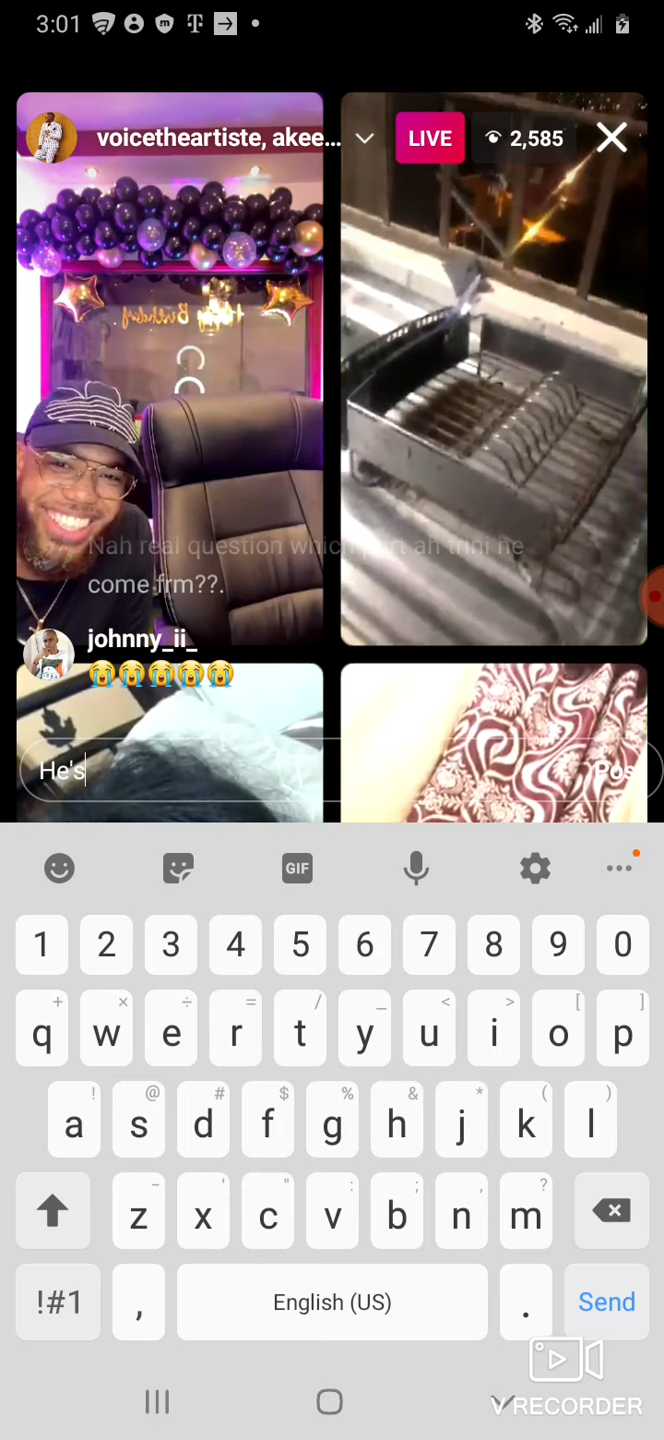 3:01
voicetheartiste, akee...
LIVE
2,585
Nah real question which part ah trini he
come frm??.
johnny_ii_
😭😭😭😭😭
He's
GIF
1 2 3 4 5 6 7 8 9 0
+ × ÷ = / _ < > [ ]
q w e r t y u i o p
! @ # $ % & * ( )
a s d f g h j k l
- ' " : ; , ?
z x c v b n m
!#1 , English (US) . Send
V RECORDER